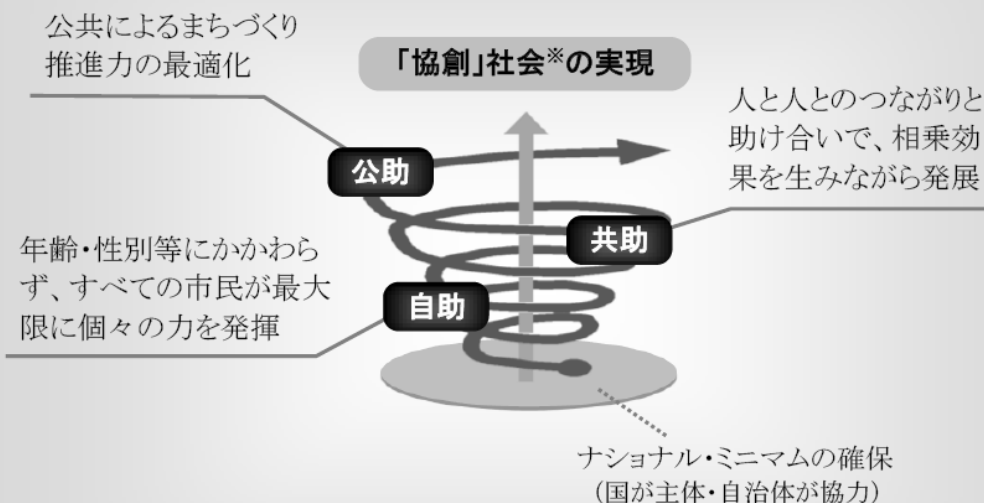 公共によるまちづくり
推進力の最適化
「協創」社会※の実現
人と人とのつながりと
助け合いで、相乗効
果を生みながら発展
公助
共助
年齢・性別等にかかわら
ず、すべての市民が最大
限に個々の力を発揮
自助
ナショナル・ミニマムの確保
（国が主体・自治体が協力）